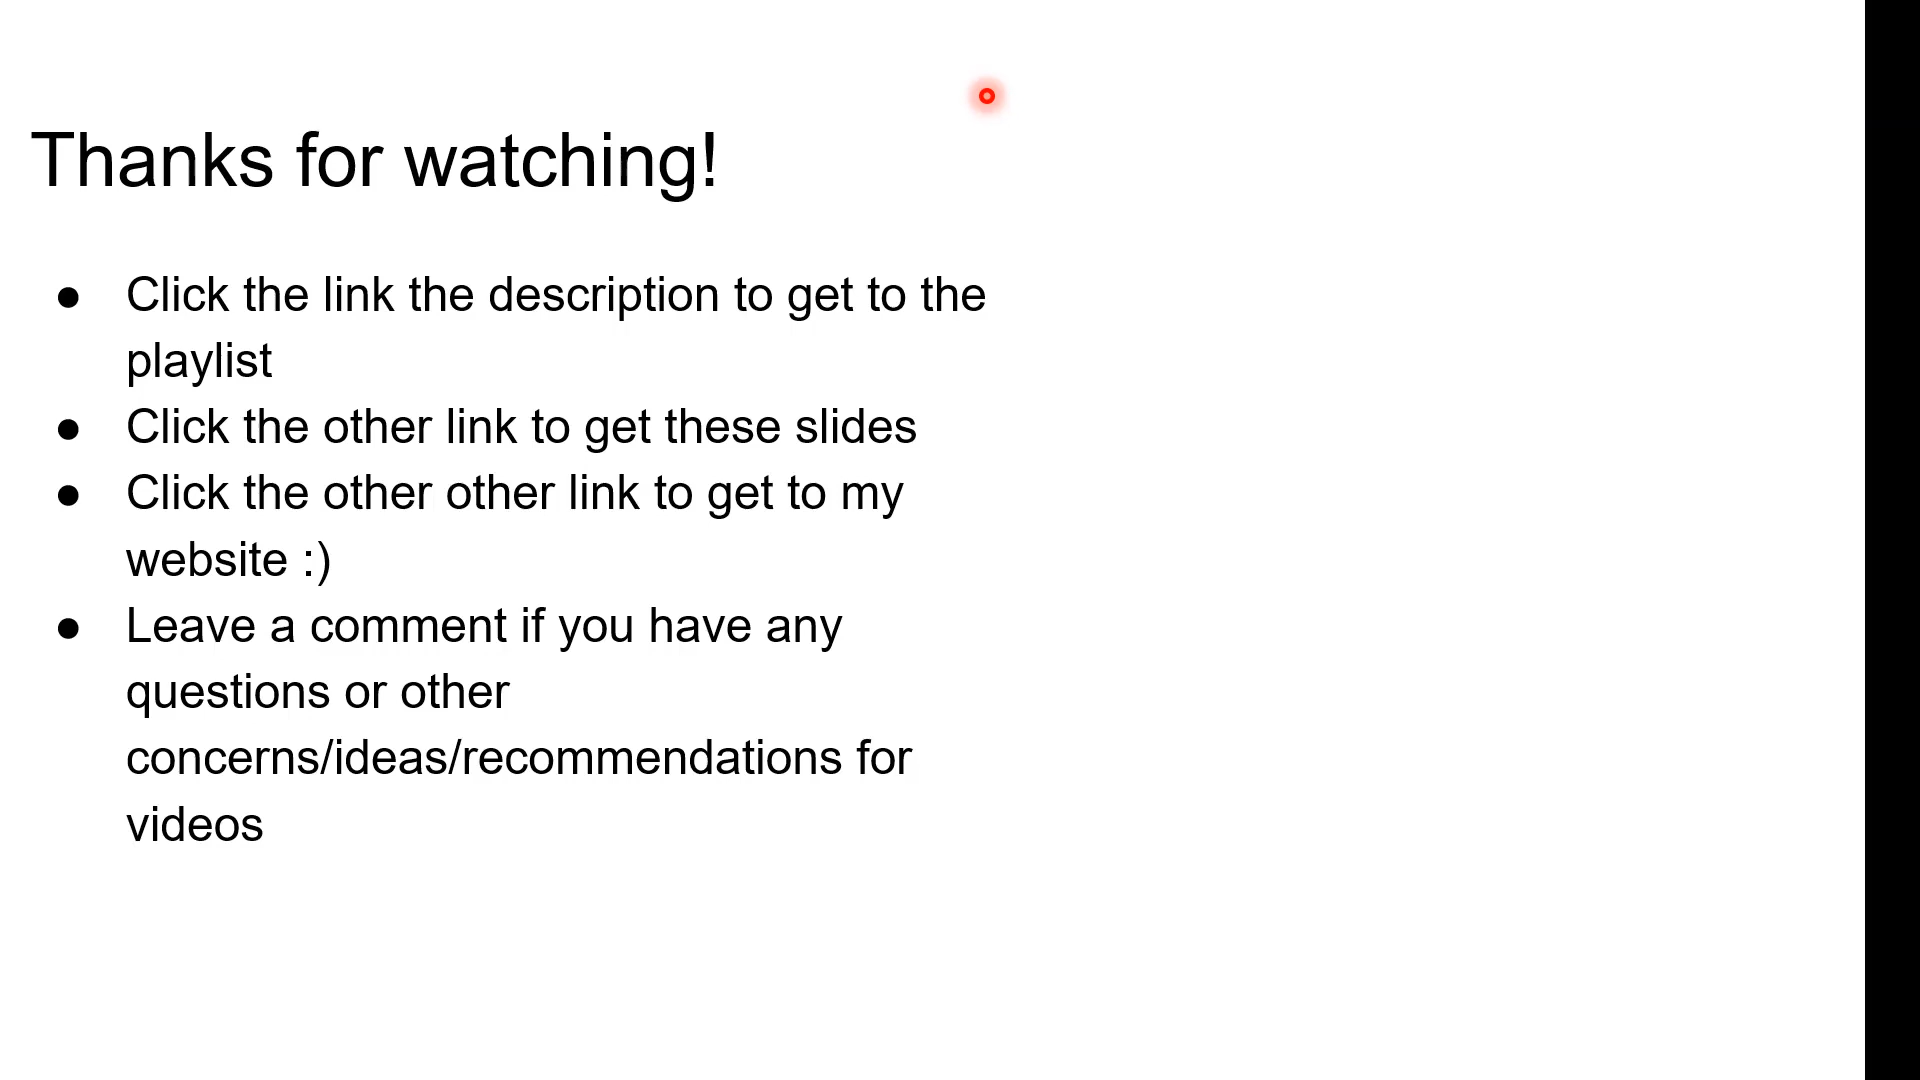 Thanks for watching!
● Click the link the description to get to the
playlist
● Click the other link to get these slides
● Click the other other link to get to my
website :)
● Leave a comment if you have any
questions or other
concerns/ideas/recommendations for
videos